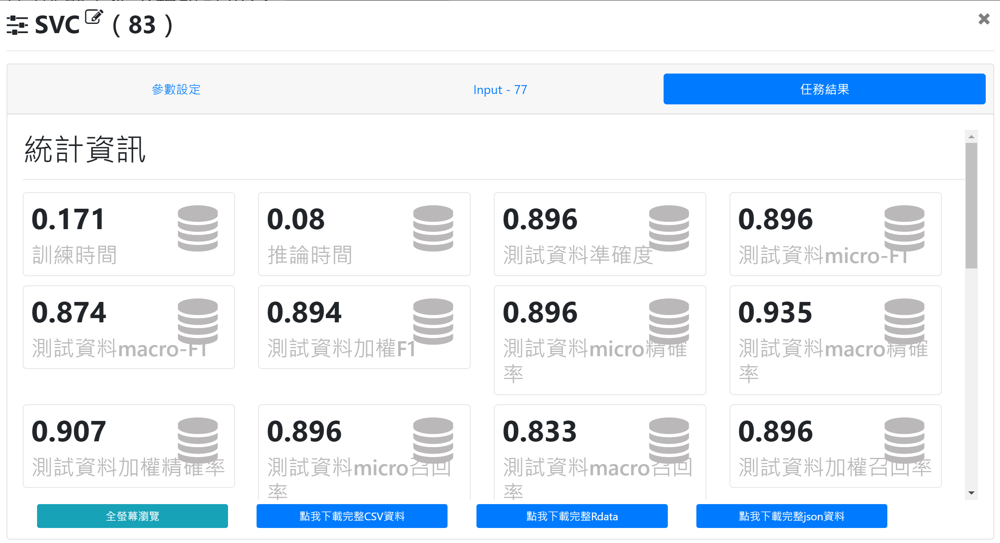 SVC ( 83 )
參數設定
Input - 77
任務結果
統計資訊
0.171
訓練時間
0.08
推論時間
0.896
測試資料準確度
0.896
測試資料micro-F1
0.874
測試資料macro-F1
0.894
測試資料加權F1
0.896
測試資料micro精確
率
0.935
測試資料macro精確
率
0.907
測試資料加權精確率
0.896
測試資料micro召回
率
0.833
測試資料macro召回
率
0.896
測試資料加權召回率
全螢幕瀏覽
點我下載完整CSV資料
點我下載完整Rdata
點我下載完整json資料